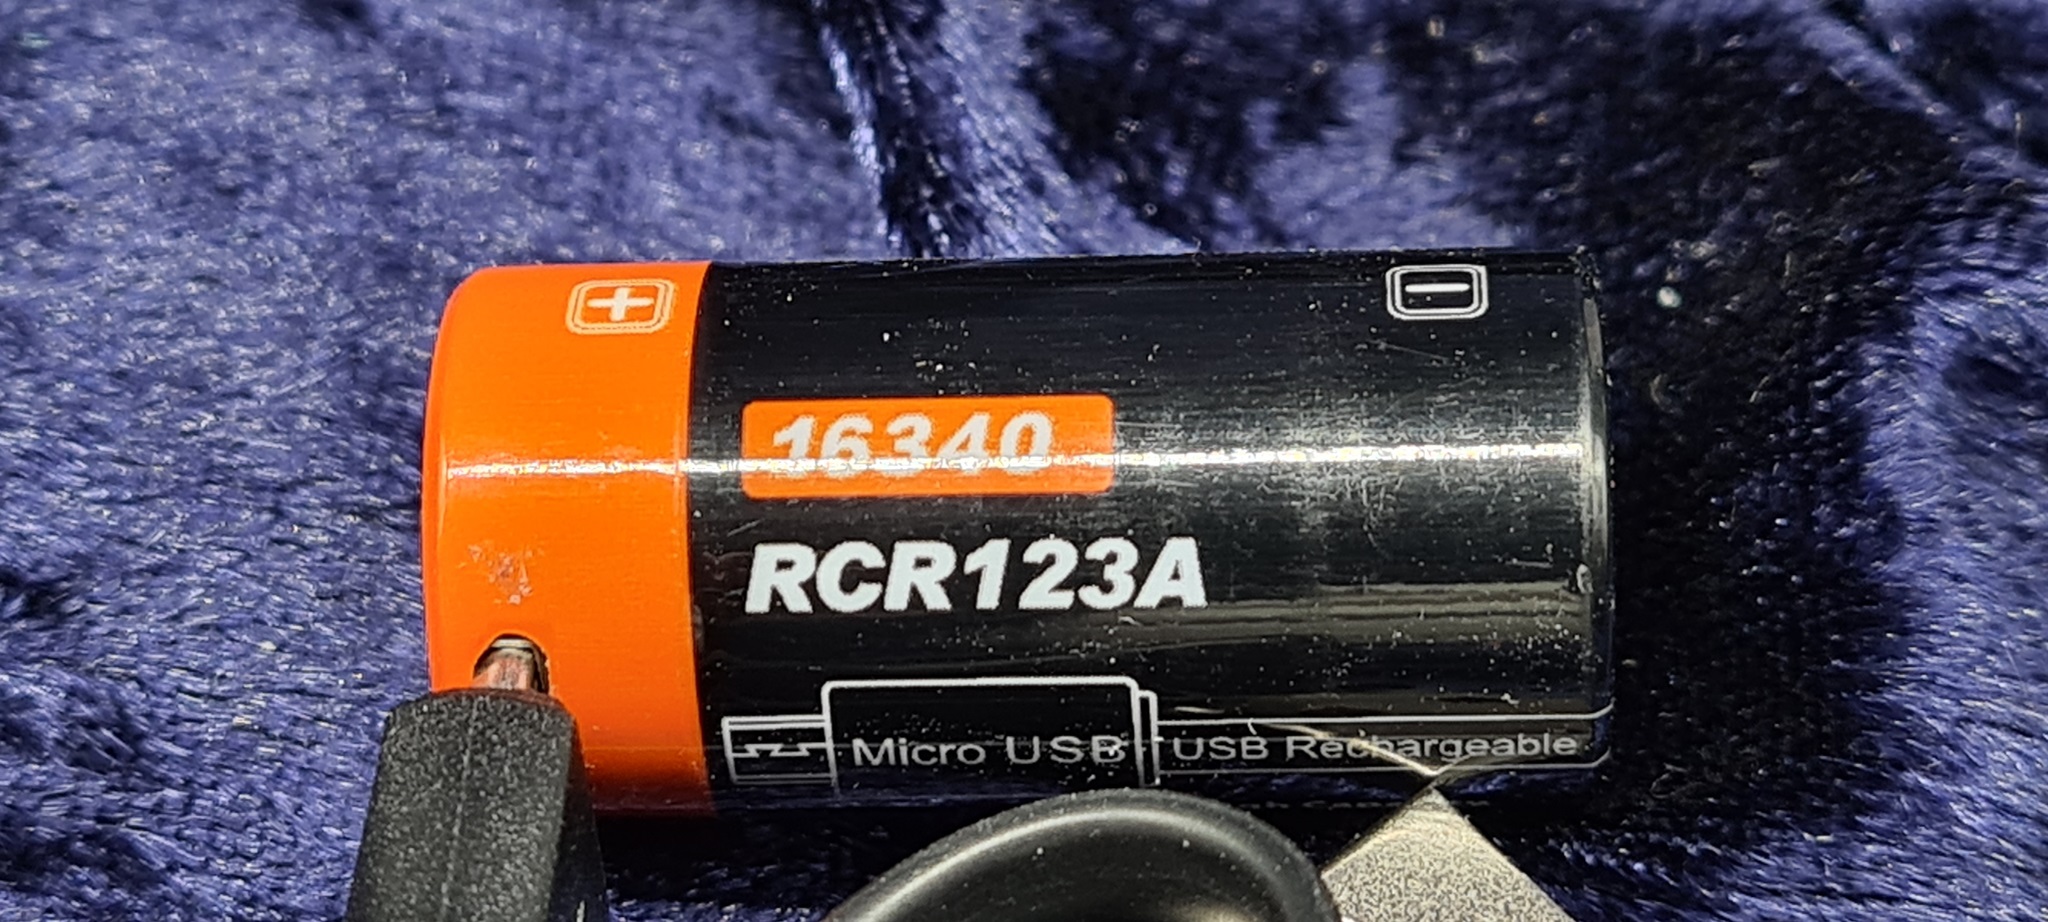 +
-
16340
RCR123A
Micro USB
USB Rechargeable